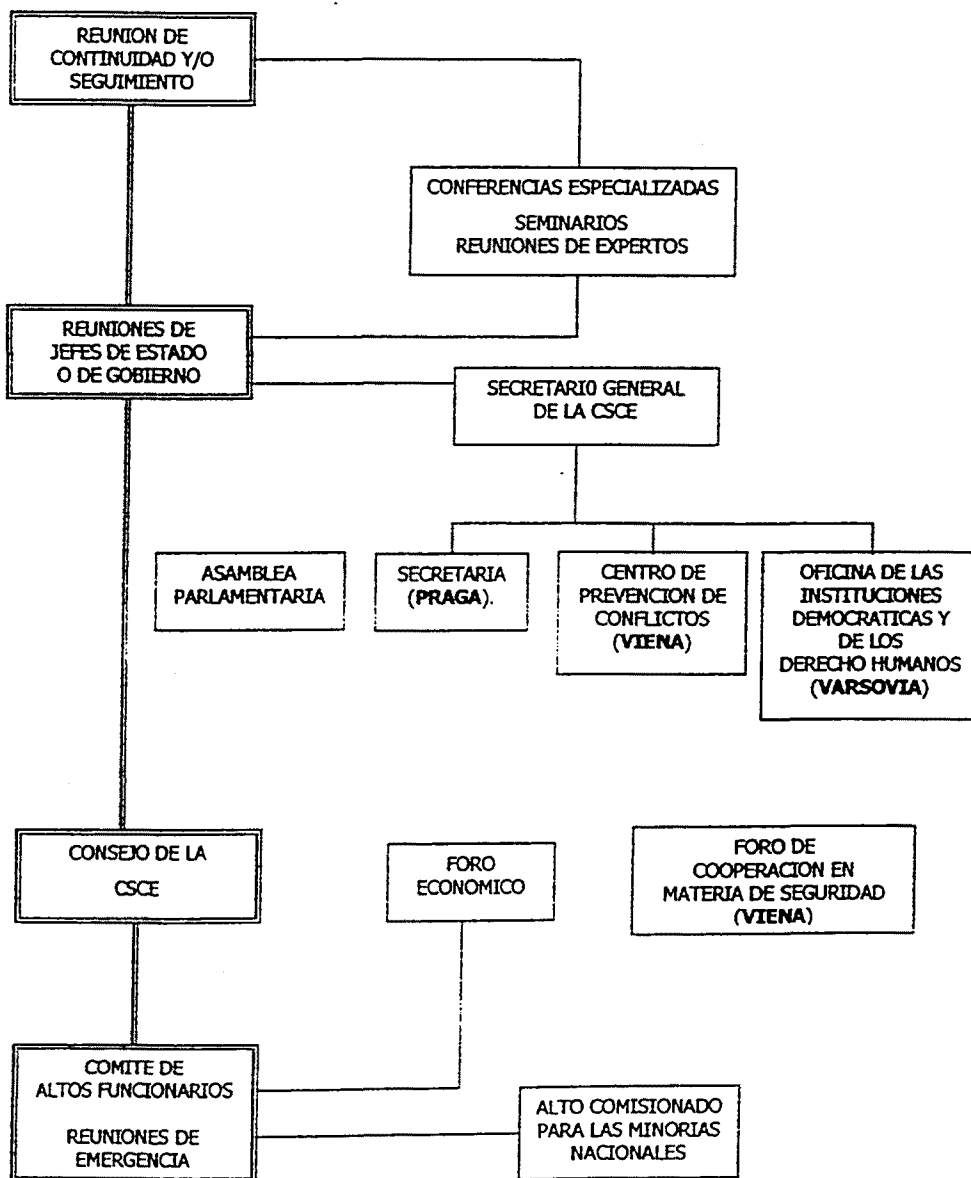 REUNION DE
CONTINUIDAD Y/O
SEGUIMIENTO
CONFERENCIAS ESPECIALIZADAS
SEMINARIOS
REUNIONES DE EXPERTOS
REUNIONES DE
JEFES DE ESTADO
O DE GOBIERNO
SECRETARIO GENERAL
DE LA CSCE
ASAMBLEA
PARLAMENTARIA
SECRETARIA
(PRAGA).
CENTRO DE
PREVENCION DE
CONFLICTOS
(VIENA)
OFICINA DE LAS
INSTITUCIONES
DEMOCRATICAS Y
DE LOS
DERECHO HUMANOS
(VARSOVIA)
CONSEJO DE LA
CSCE
FORO
ECONOMICO
FORO DE
COOPERACION EN
MATERIA DE SEGURIDAD
(VIENA)
COMITE DE
ALTOS FUNCIONARIOS
REUNIONES DE
EMERGENCIA
ALTO COMISIONADO
PARA LAS MINORIAS
NACIONALES